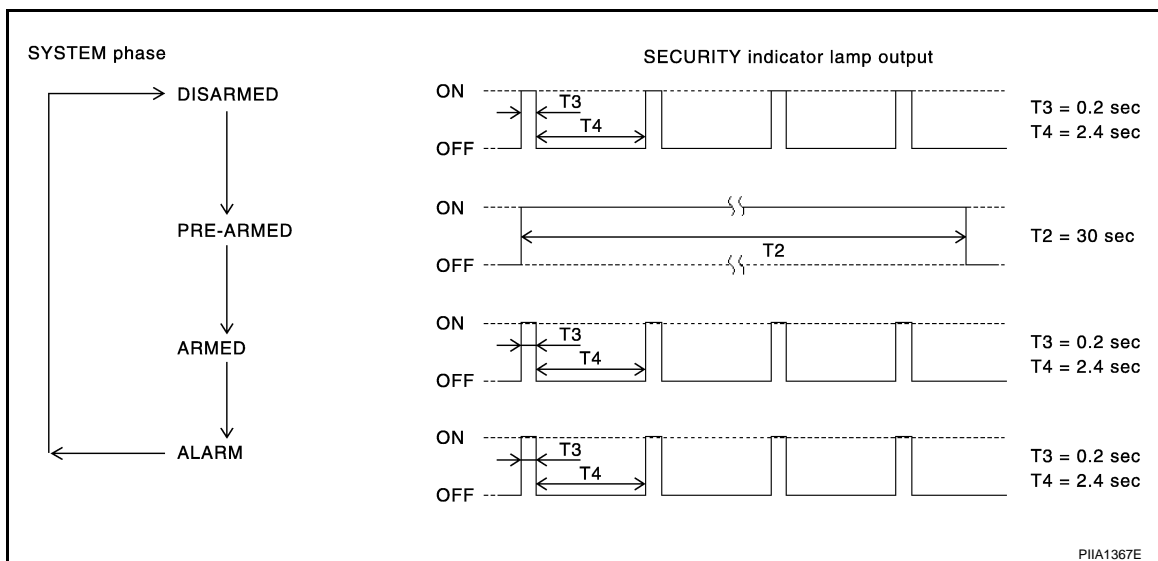 SYSTEM phase
SECURITY indicator lamp output
DISARMED
ON
OFF
T3
T4
T3 = 0.2 sec
T4 = 2.4 sec
PRE-ARMED
ON
OFF
T2
T2 = 30 sec
ARMED
ON
OFF
T3
T4
T3 = 0.2 sec
T4 = 2.4 sec
ALARM
ON
OFF
T3
T4
T3 = 0.2 sec
T4 = 2.4 sec
PIIA1367E